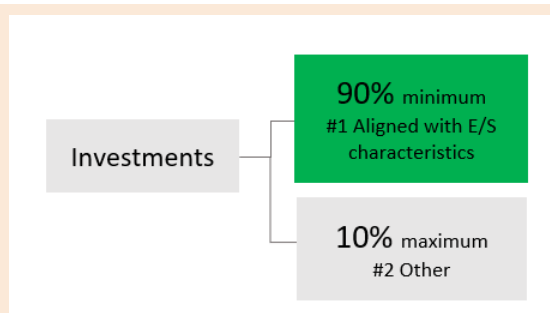 Investments
90% minimum
#1 Aligned with E/S
characteristics
10% maximum
#2 Other